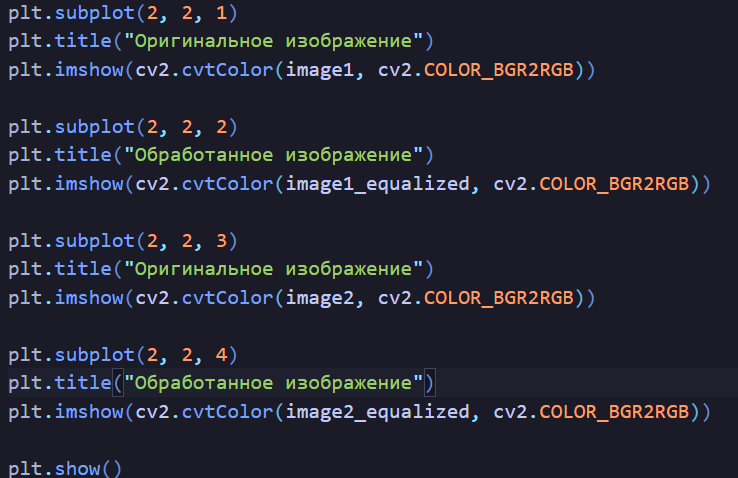 plt.subplot(2, 2, 1)
plt.title("Оригинальное изображение")
plt.imshow(cv2.cvtColor(image1, cv2.COLOR_BGR2RGB))
plt.subplot(2, 2, 2)
plt.title("Обработанное изображение")
plt.imshow(cv2.cvtColor(image1_equalized, cv2.COLOR_BGR2RGB))
plt.subplot(2, 2, 3)
plt.title("Оригинальное изображение")
plt.imshow(cv2.cvtColor(image2, cv2.COLOR_BGR2RGB))
plt.subplot(2, 2, 4)
plt.title("Обработанное изображение")
plt.imshow(cv2.cvtColor(image2_equalized, cv2.COLOR_BGR2RGB))
plt.show()